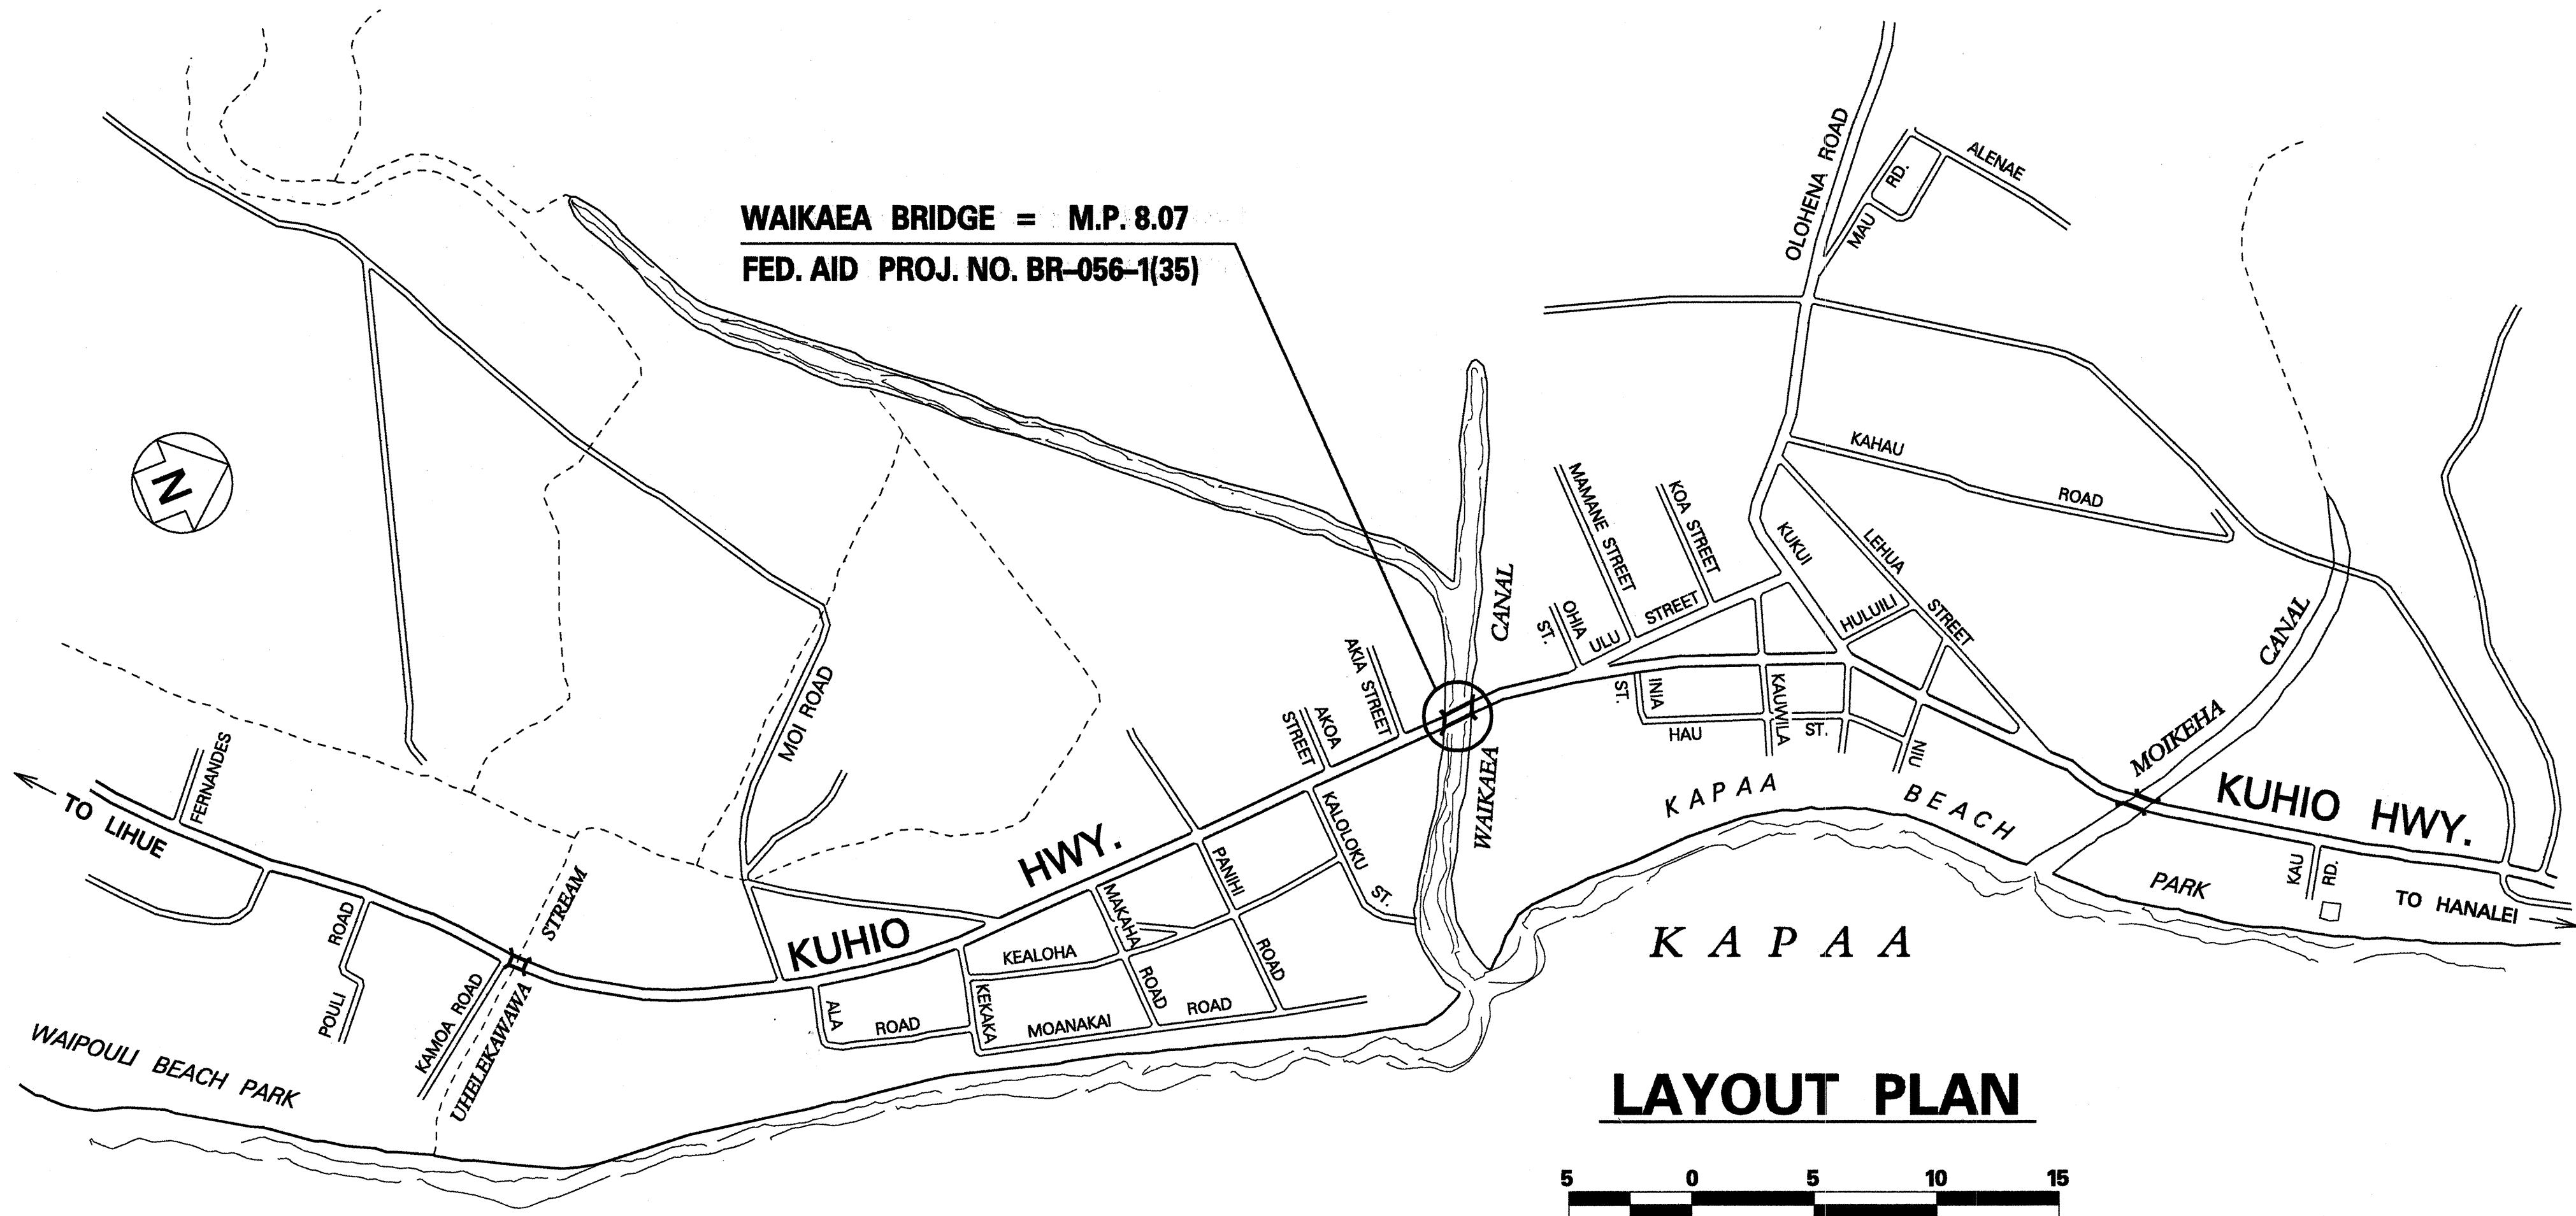 OLOHENA ROAD
ALENAE
MAU RD.
WAIKAEA BRIDGE = M.P. 8.07
FED. AID PROJ. NO. BR-056-1(35)
N
KAHAU ROAD
MAMANE STREET
KOA STREET
KUKUI
LEHUA STREET
HULUILI
OHIA ST.
ULU STREET
WAIKAEA CANAL
MOIKEHA CANAL
AKIA STREET
AKOA STREET
MOI ROAD
FERNANDES
TO LIHUE
INIA ST.
KAUWILA
HAU ST.
NIU
KAPAA BEACH PARK
KUHIO HWY.
KALOLOKU ST.
PANIHI ROAD
MAKAHA ROAD
KUHIO HWY.
KEALOHA
KEKAKA
ALA ROAD
MOANAKAI ROAD
POULI ROAD
KAMOA ROAD
UHELEKAWAWA STREAM
WAIPOULI BEACH PARK
KAU RD.
TO HANALEI
KAPAA
LAYOUT PLAN
5 0 5 10 15